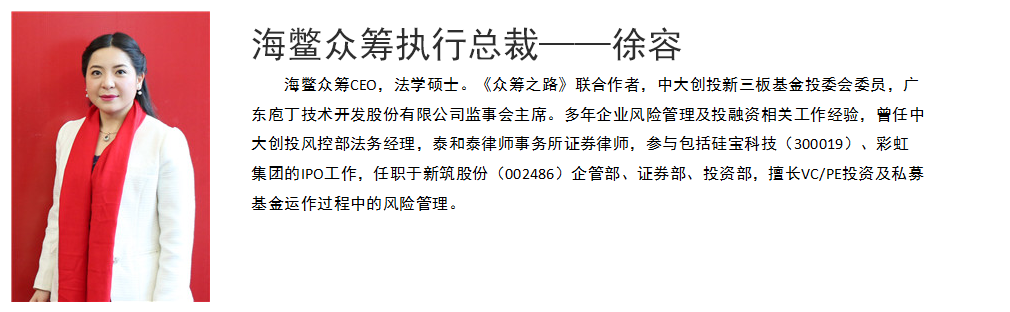 海鳖众筹执行总裁——徐容
海鳖众筹CEO，法学硕士。《众筹之路》联合作者，中大创投新三板基金投委会委员，广
东庖丁技术开发股份有限公司监事会主席。多年企业风险管理及投融资相关工作经验，曾任中
大创投风控部法务经理，泰和泰律师事务所证券律师，参与包括硅宝科技（300019）、彩虹
集团的IPO工作，任职于新筑股份（002486）企管部、证券部、投资部，擅长VC/PE投资及私募
基金运作过程中的风险管理。